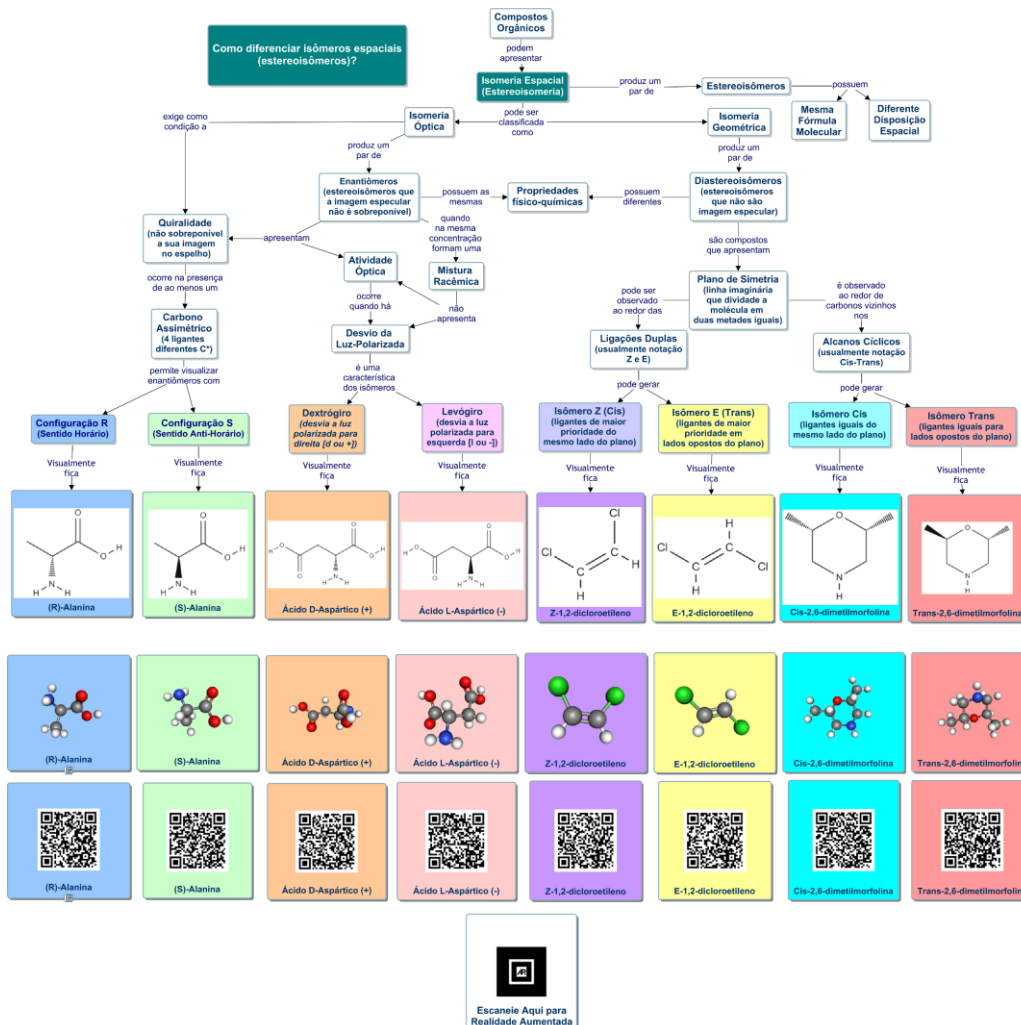 Compostos
Orgânicos
Como diferenciar isômeros espaciais
(estereoisômeros)?
podem
apresentar
Isomeria Espacial
(Estereoisomeria)
produz um
par de
Estereoisômeros
possuem
Mesma
Fórmula
Molecular
Diferente
Disposição
Espacial
exige como
condição a
Isomeria
Óptica
pode ser
classificada
como
Isomeria
Geométrica
produz um
par de
produz um
par de
Enantiômeros
(estereoisômeros que
a imagem especular
não é sobreponível)
possuem as
mesmas
Propriedades
físico-químicas
possuem
diferentes
Diastereoisômeros
(estereoisômeros
que não são
imagem especular)
Quiralidade
(não sobreponível
a sua imagem
no espelho)
apresentam
quando
na mesma
concentração
formam uma
são compostos
que apresentam
Atividade
Óptica
Mistura
Racêmica
ocorre na presença
de ao menos um
ocorre
quando há
não
apresenta
Plano de Simetria
(linha imaginária
que dividade a
molécula em
duas metades iguais)
pode ser
observado
ao redor das
é observado
ao redor de
carbonos vizinhos
nos
Carbono
Assimétrico
(4 ligantes
diferentes C*)
Desvio da
Luz-Polarizada
Ligações Duplas
(usualmente notação
Z e E)
Alcanos Cíclicos
(usualmente notação
Cis-Trans)
permite visualizar
enantiômeros com
é uma
característica
dos isômeros
pode gerar
pode gerar
Configuração R
(Sentido Horário)
Configuração S
(Sentido Anti-Horário)
Dextrógiro
(desvia a luz
polarizada para
direita [d ou +])
Levógiro
(desvia a luz
polarizada para
esquerda [l ou -])
Isômero Z (Cis)
(ligantes de maior
prioridade do
mesmo lado do plano)
Isômero E (Trans)
(ligantes de maior
prioridade em
lados opostos do plano)
Isômero Cis
(ligantes iguais do
mesmo lado do plano)
Isômero Trans
(ligantes iguais para
lados opostos do plano)
Visualmente
fica
Visualmente
fica
Visualmente
fica
Visualmente
fica
Visualmente
fica
Visualmente
fica
Visualmente
fica
Visualmente
fica
O
O
H
NH
H
O
O
H
NH
H
O
H
O
O
O
H
N
H
H
O
H
O
O
O
H
N
H
H
Cl
Cl
H
H
H
Cl
Cl
H
O
N
H
O
N
H
(R)-Alanina
(S)-Alanina
Ácido D-Aspártico (+)
Ácido L-Aspártico (-)
Z-1,2-dicloroetileno
E-1,2-dicloroetileno
Cis-2,6-dimetilmorfolina
Trans-2,6-dimetilmorfolina
(R)-Alanina
(S)-Alanina
Ácido D-Aspártico (+)
Ácido L-Aspártico (-)
Z-1,2-dicloroetileno
E-1,2-dicloroetileno
Cis-2,6-dimetilmorfolina
Trans-2,6-dimetilmorfolin
(R)-Alanina
(S)-Alanina
Ácido D-Aspártico (+)
Ácido L-Aspártico (-)
Z-1,2-dicloroetileno
E-1,2-dicloroetileno
Cis-2,6-dimetilmorfolina
Trans-2,6-dimetilmorfolin
Escaneie Aqui para
Realidade Aumentada